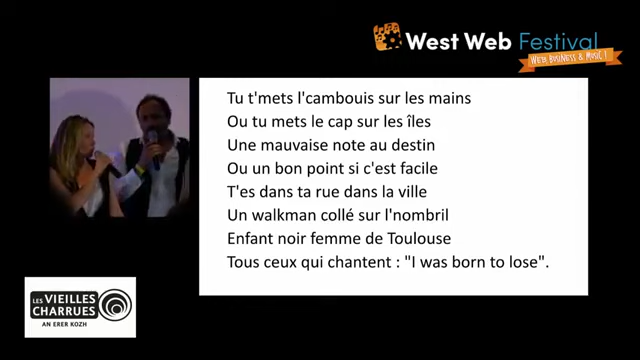 West Web Festival
WEB, BUSINESS & MUSIC !
Tu t'mets l'cambouis sur les mains
Ou tu mets le cap sur les îles
Une mauvaise note au destin
Ou un bon point si c'est facile
T'es dans ta rue dans la ville
Un walkman collé sur l'nombril
Enfant noir femme de Toulouse
Tous ceux qui chantent : "I was born to lose".
LES
VIEILLES
CHARRUES
AN ERER KOZH